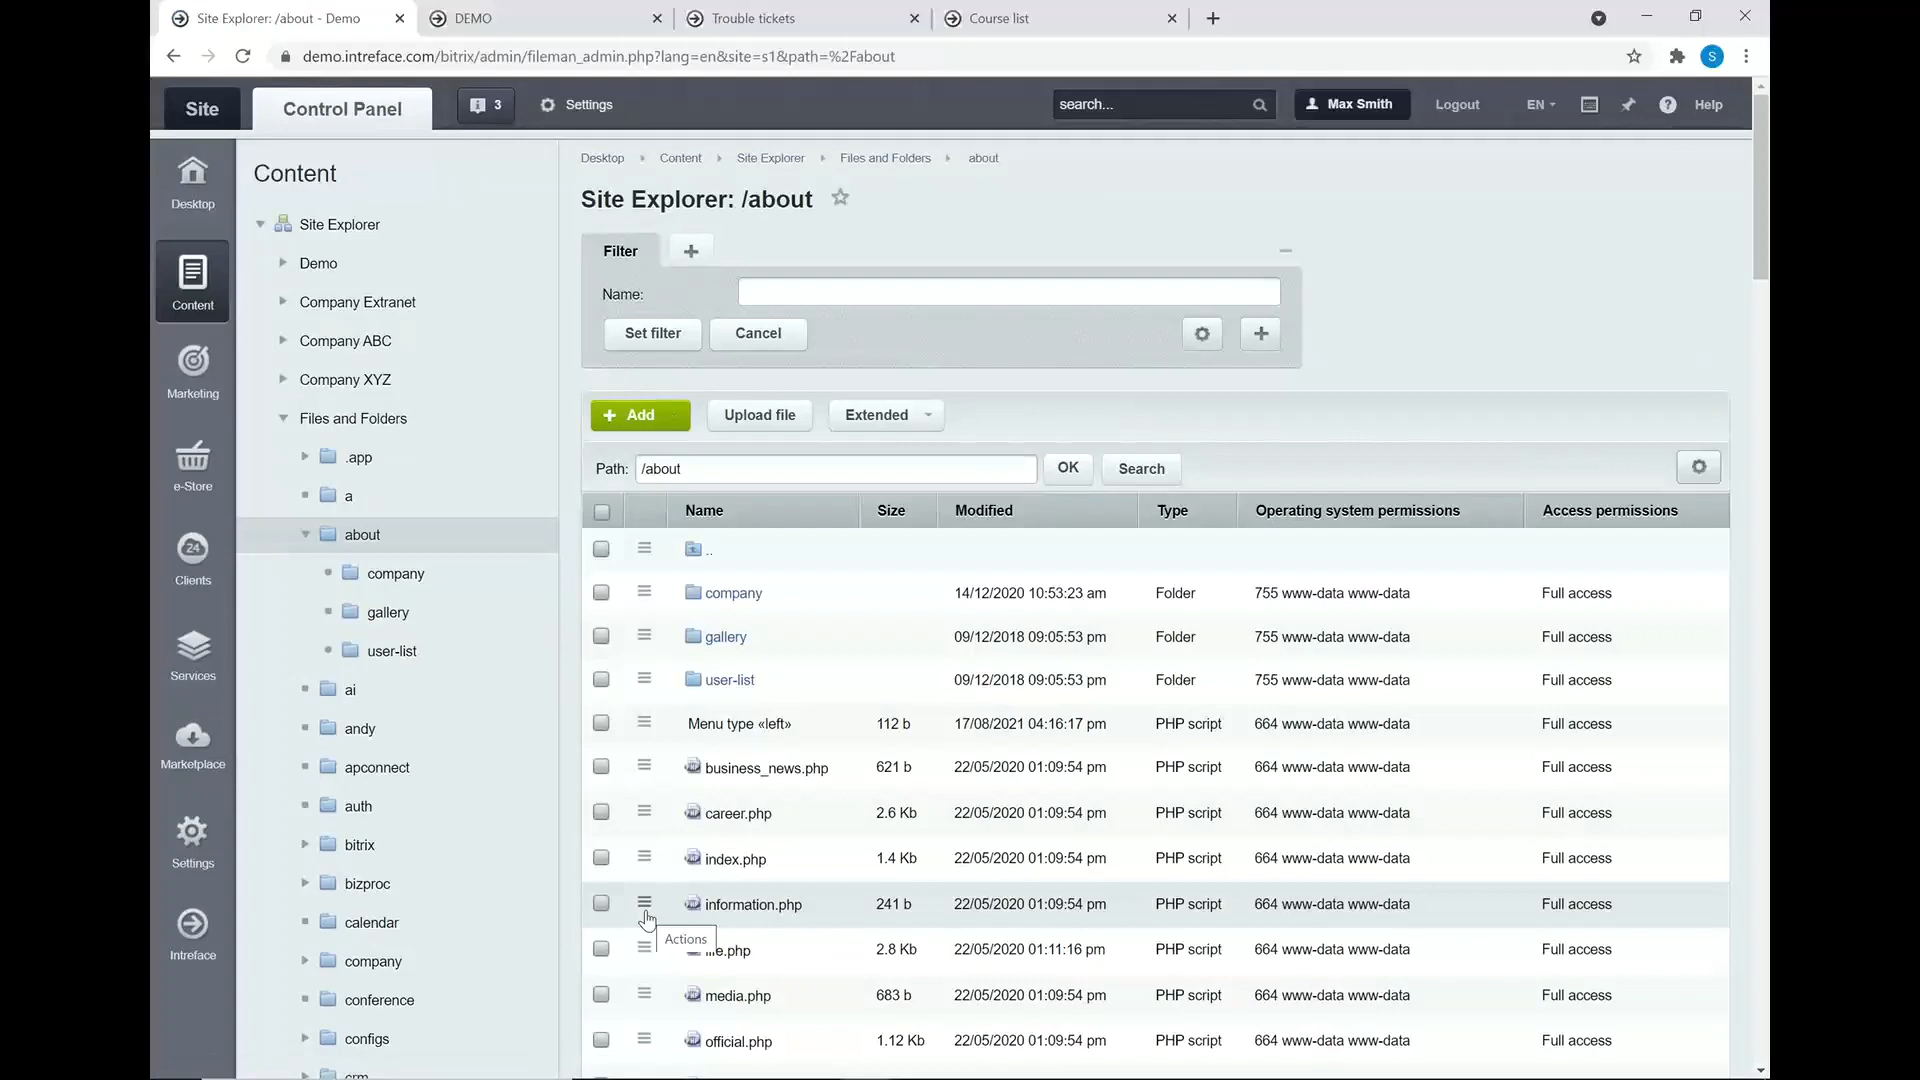 Site Explorer: /about - Demo
DEMO
Trouble tickets
Course list
demo.intreface.com/bitrix/admin/fileman_admin.php?lang=en&site=s1&path=%2Fabout
S
Site
Control Panel
3
Settings
search...
Max Smith
Logout
EN
Help
Desktop
Content
Marketing
e-Store
24
Clients
Services
Marketplace
Settings
Intreface
Content
Site Explorer
Demo
Company Extranet
Company ABC
Company XYZ
Files and Folders
.app
a
about
company
gallery
user-list
ai
andy
apconnect
auth
bitrix
bizproc
calendar
company
conference
configs
crm
Desktop Content Site Explorer Files and Folders about
Site Explorer: /about
Filter
Name:
Set filter Cancel
Add Upload file Extended
Path: /about OK Search
Name Size Modified Type Operating system permissions Access permissions
..
company 14/12/2020 10:53:23 am Folder 755 www-data www-data Full access
gallery 09/12/2018 09:05:53 pm Folder 755 www-data www-data Full access
user-list 09/12/2018 09:05:53 pm Folder 755 www-data www-data Full access
Menu type «left» 112 b 17/08/2021 04:16:17 pm PHP script 664 www-data www-data Full access
business_news.php 621 b 22/05/2020 01:09:54 pm PHP script 664 www-data www-data Full access
career.php 2.6 Kb 22/05/2020 01:09:54 pm PHP script 664 www-data www-data Full access
index.php 1.4 Kb 22/05/2020 01:09:54 pm PHP script 664 www-data www-data Full access
information.php 241 b 22/05/2020 01:09:54 pm PHP script 664 www-data www-data Full access
Actions
.php 2.8 Kb 22/05/2020 01:11:16 pm PHP script 664 www-data www-data Full access
media.php 683 b 22/05/2020 01:09:54 pm PHP script 664 www-data www-data Full access
official.php 1.12 Kb 22/05/2020 01:09:54 pm PHP script 664 www-data www-data Full access